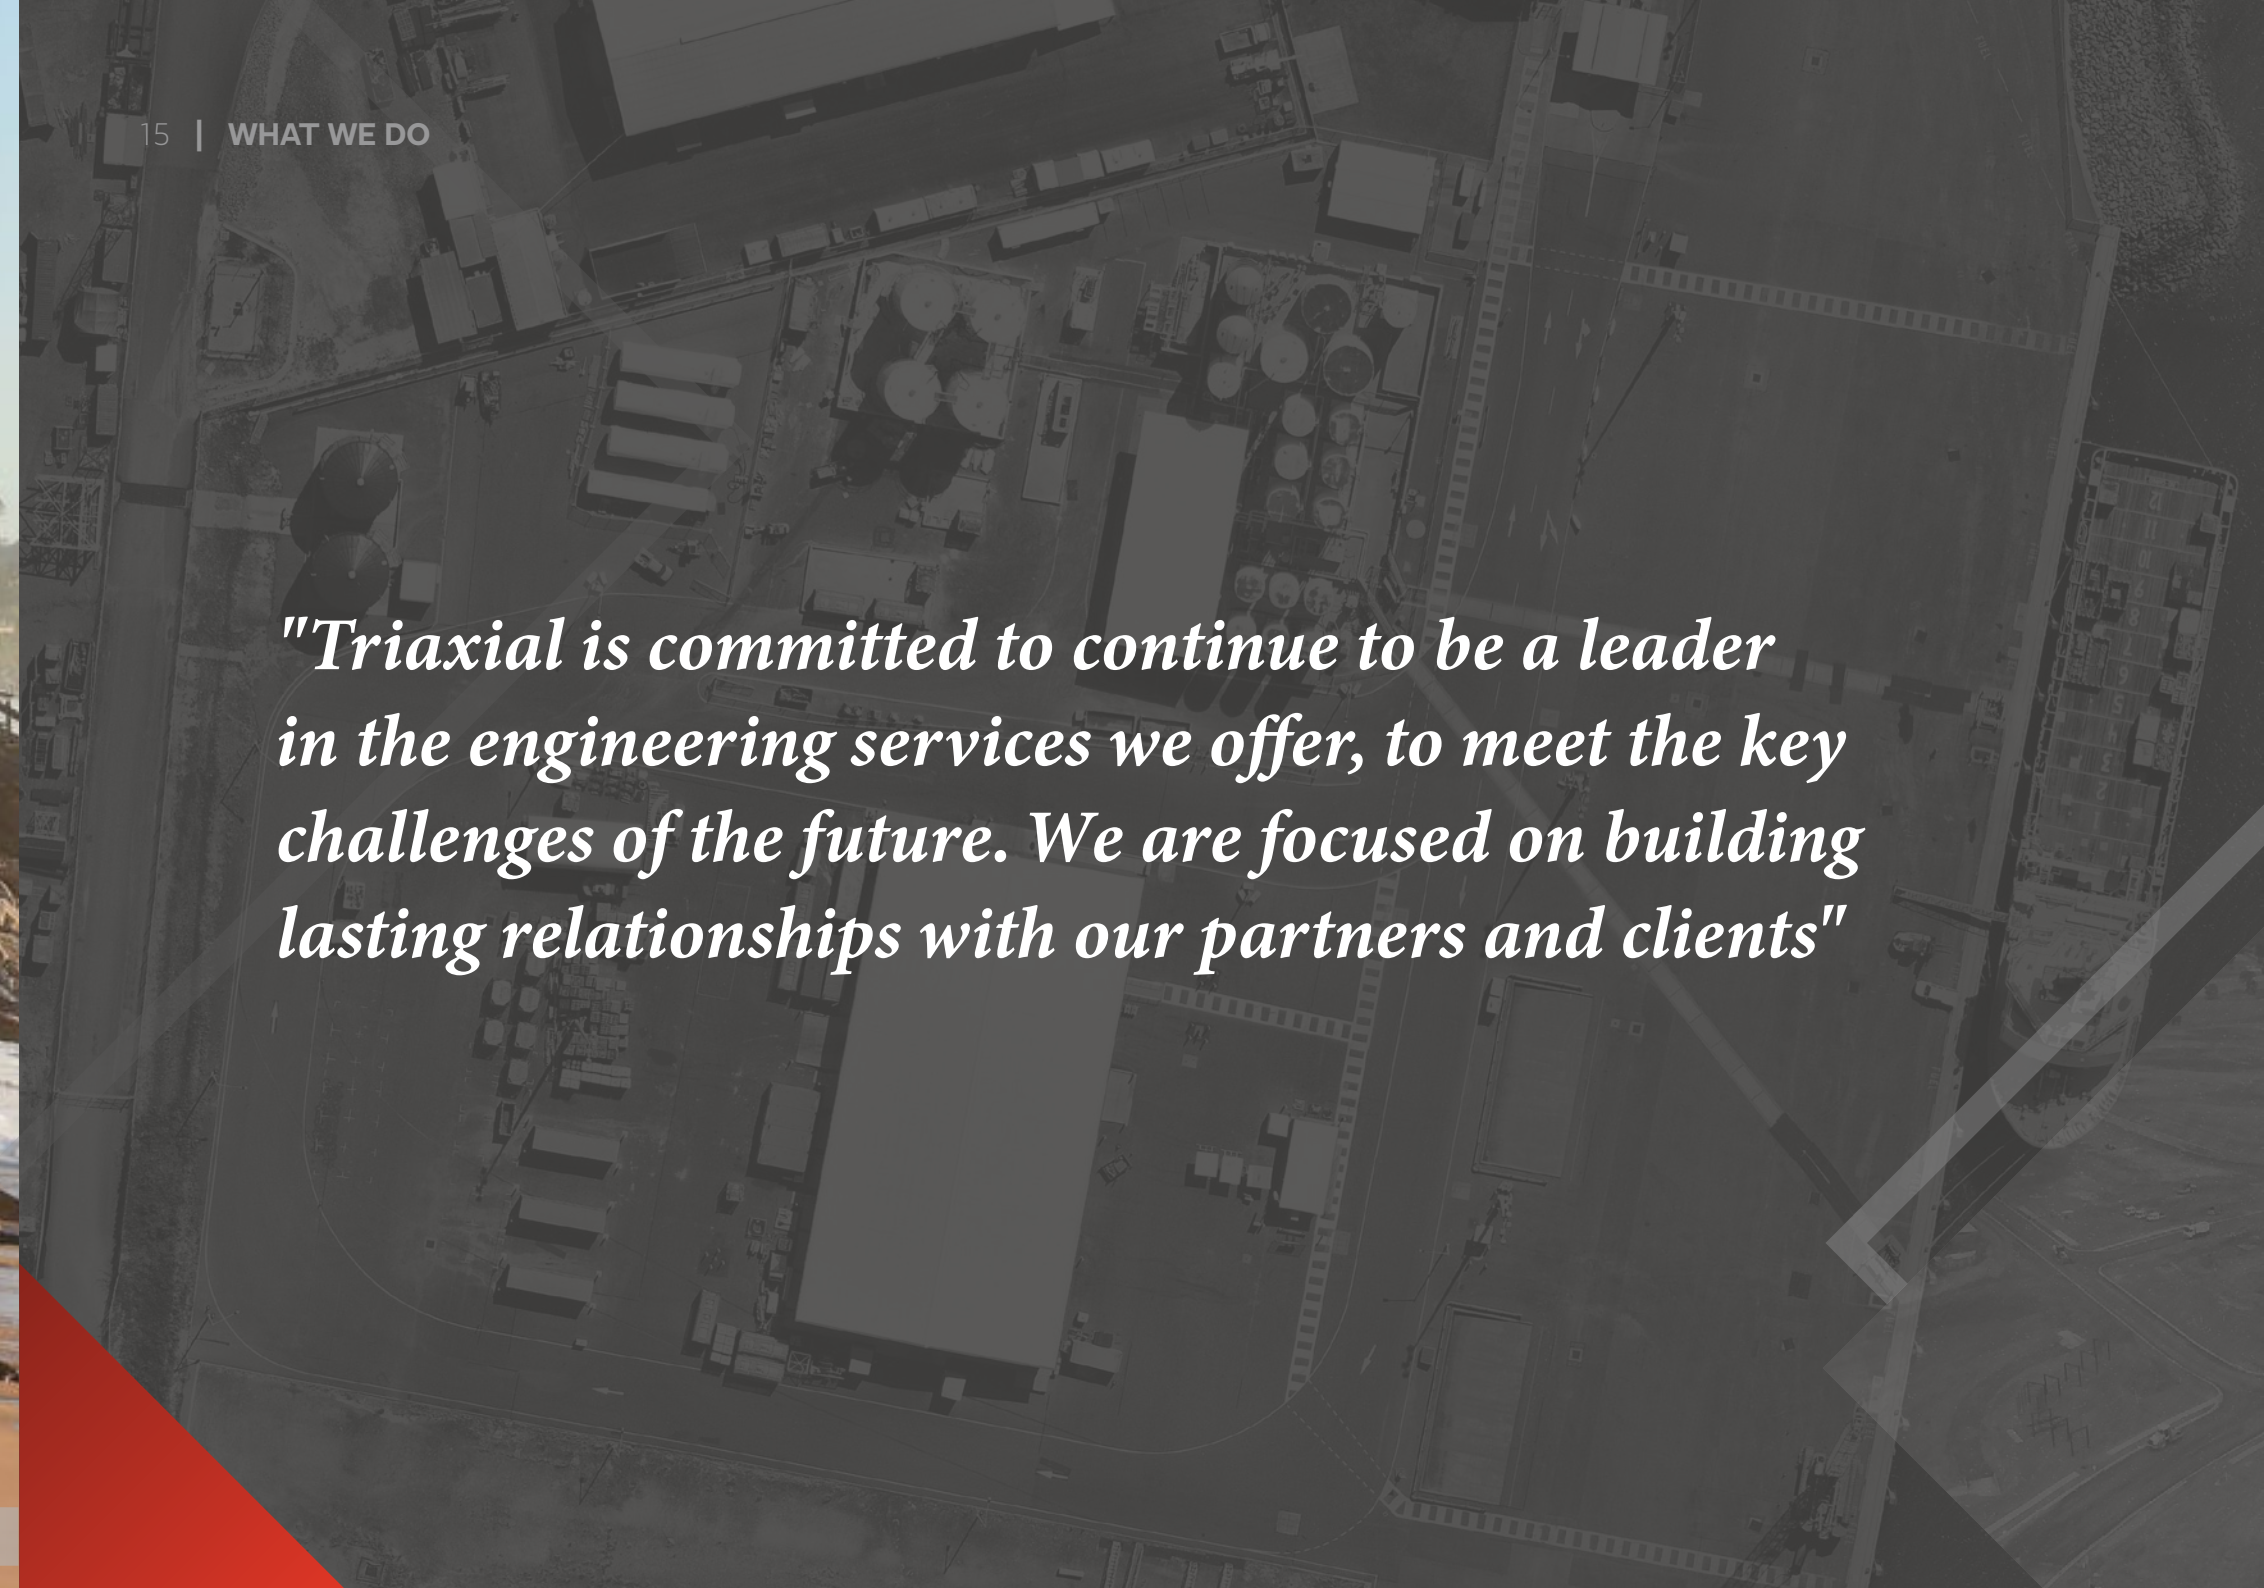 15 | WHAT WE DO
"Triaxial is committed to continue to be a leader
in the engineering services we offer, to meet the key
challenges of the future. We are focused on building
lasting relationships with our partners and clients"